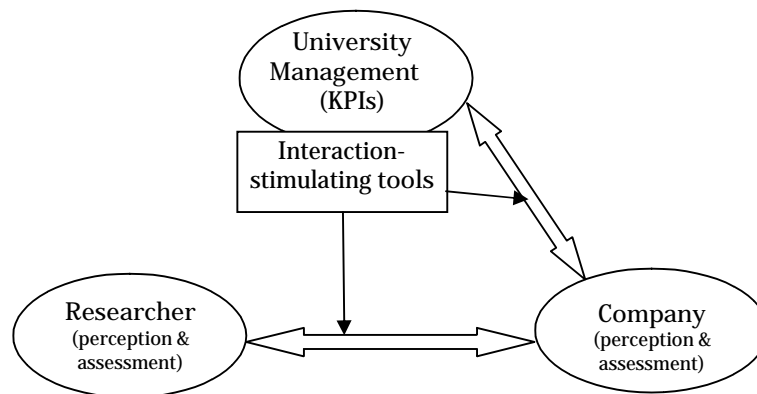 University
Management
(KPIs)
Interaction-
stimulating tools
Researcher
(perception &
assessment)
Company
(perception &
assessment)